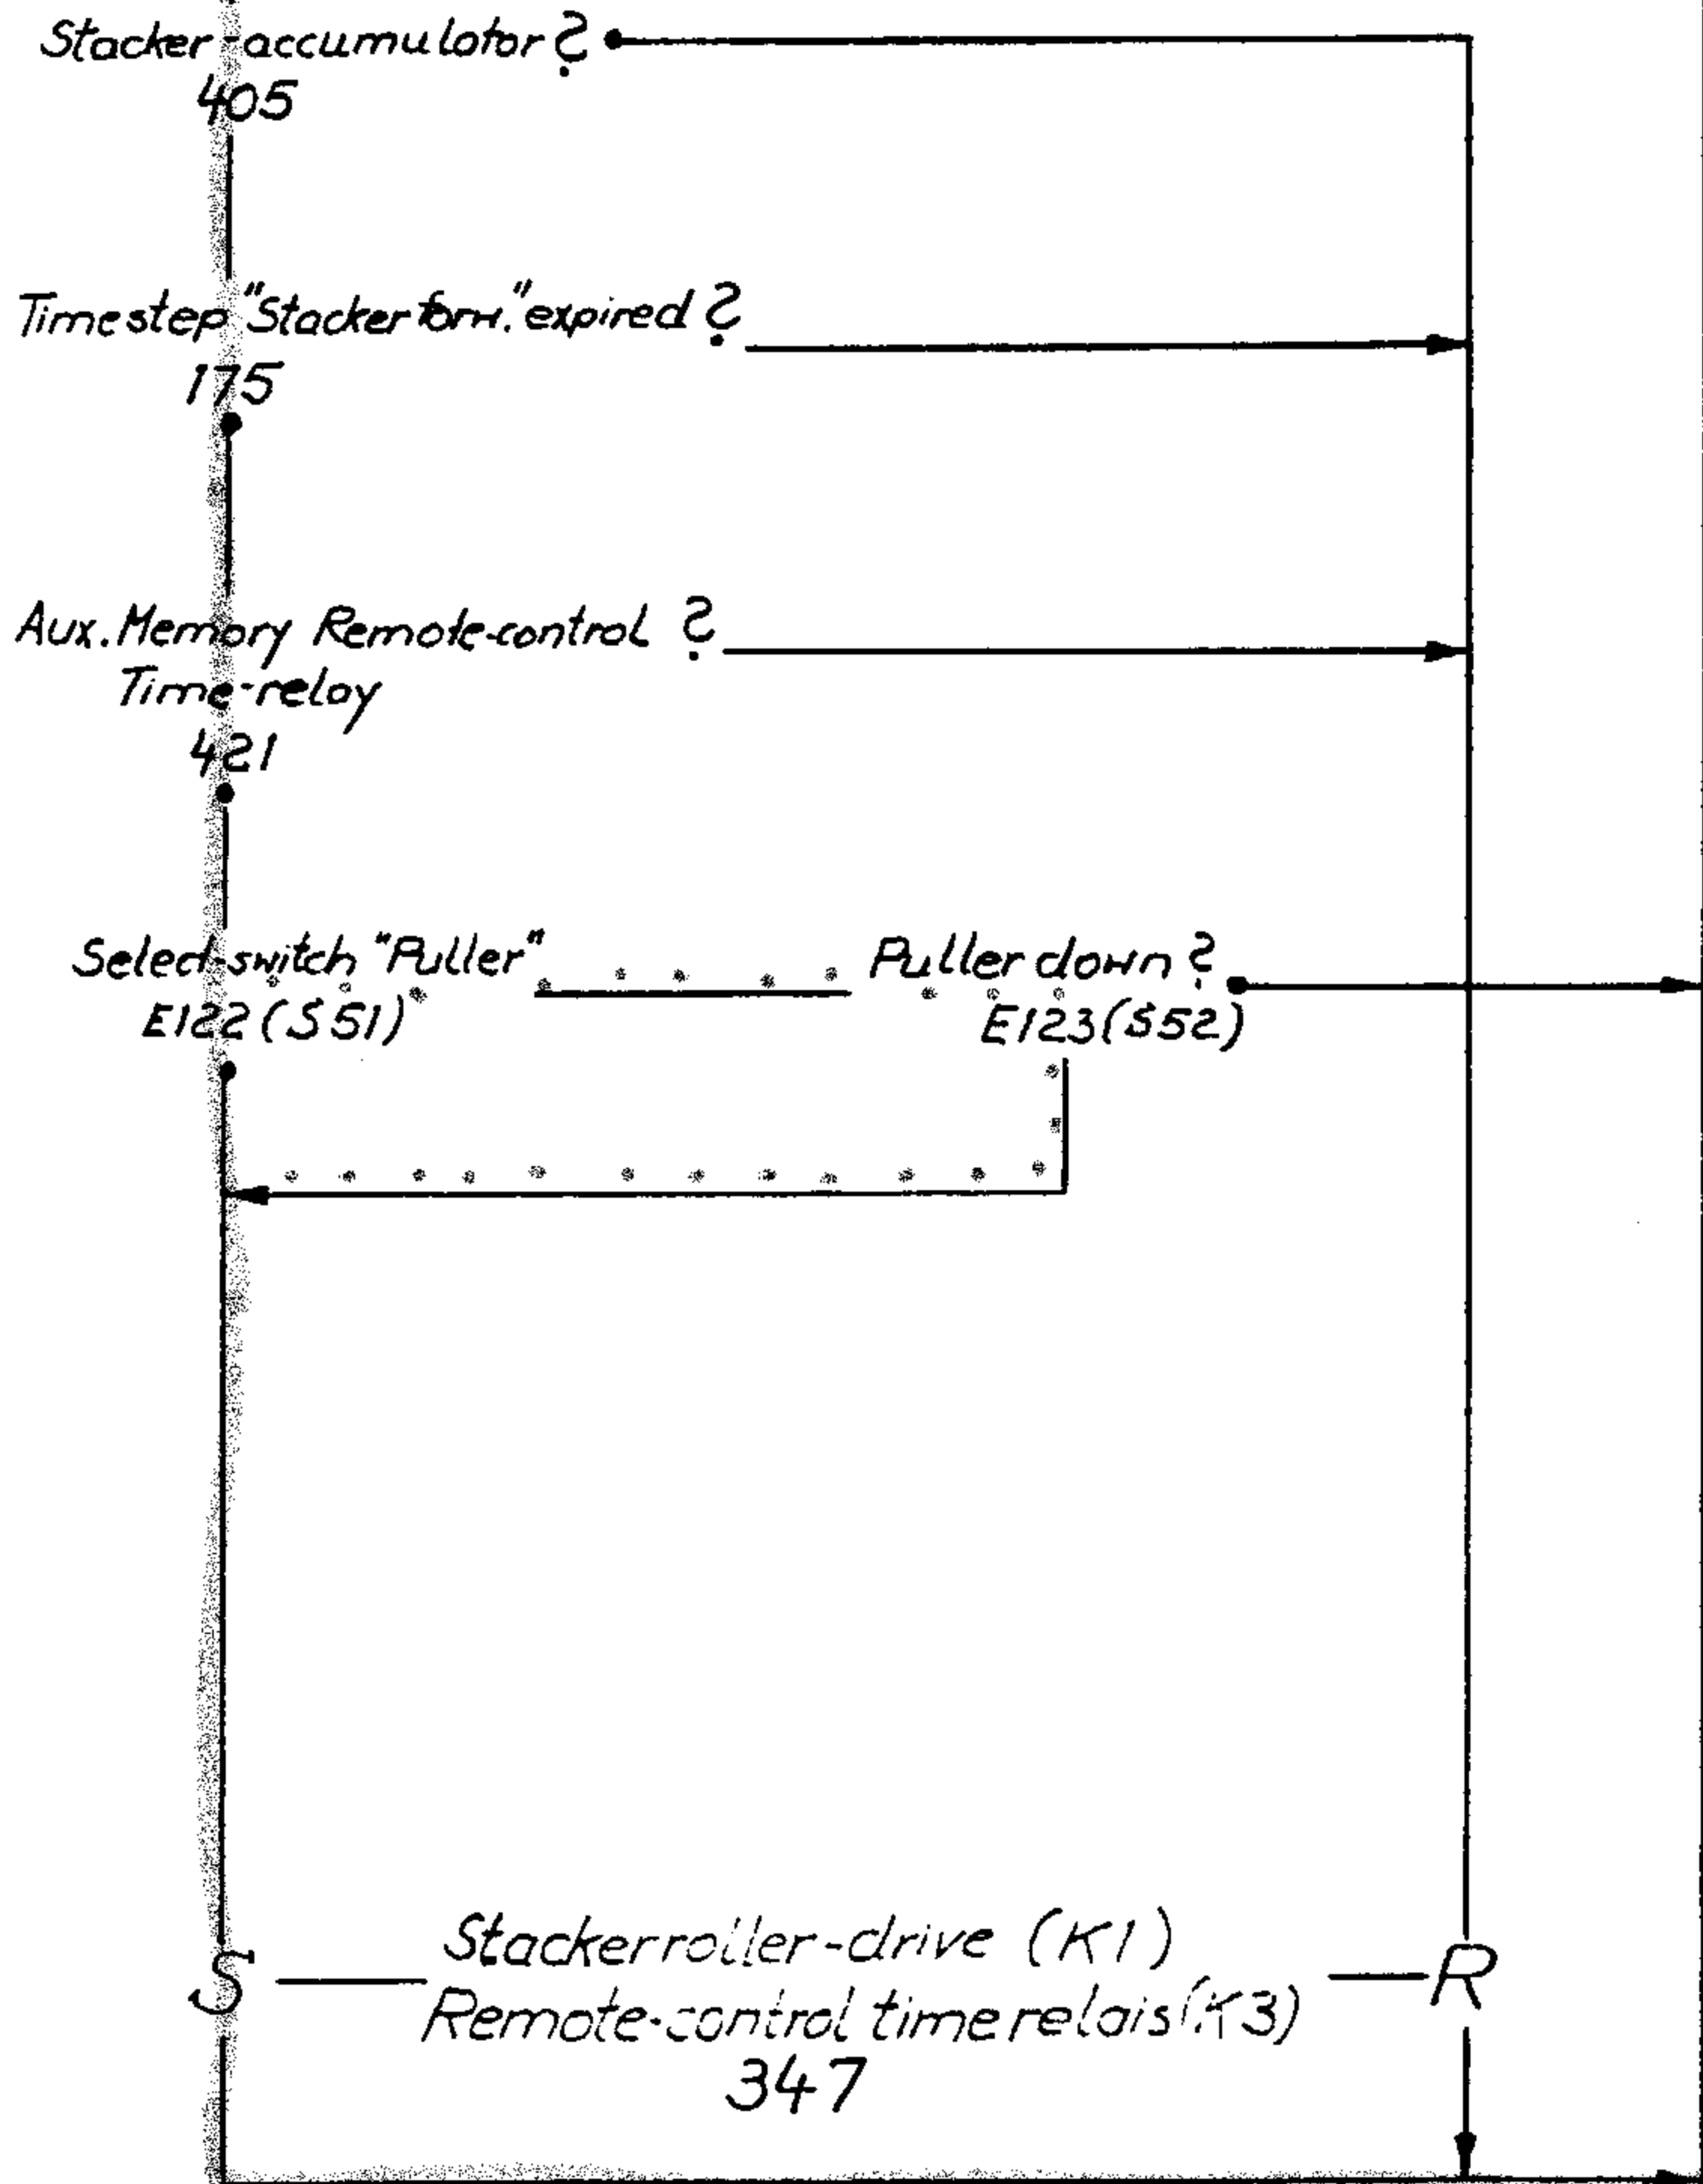 Stacker-accumulator?
405
Timestep "Stacker forw." expired?
175
Aux. Memory Remote-control ?
Time-relay
421
Select-switch "Puller"
E122 (S51)
Puller down?
E123 (S52)
S
Stackerroller-drive (K1)
Remote-control time relais (K3)
347
R